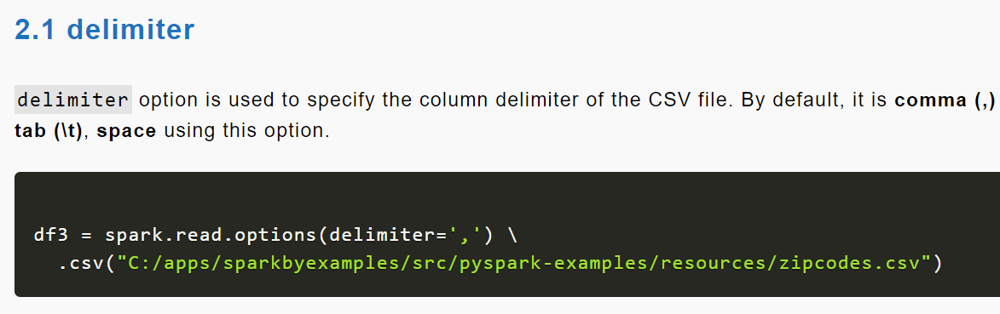 2.1 delimiter
delimiter option is used to specify the column delimiter of the CSV file. By default, it is comma (,)
tab (\t), space using this option.
df3 = spark.read.options(delimiter=',') \
.csv("C:/apps/sparkbyexamples/src/pyspark-examples/resources/zipcodes.csv")